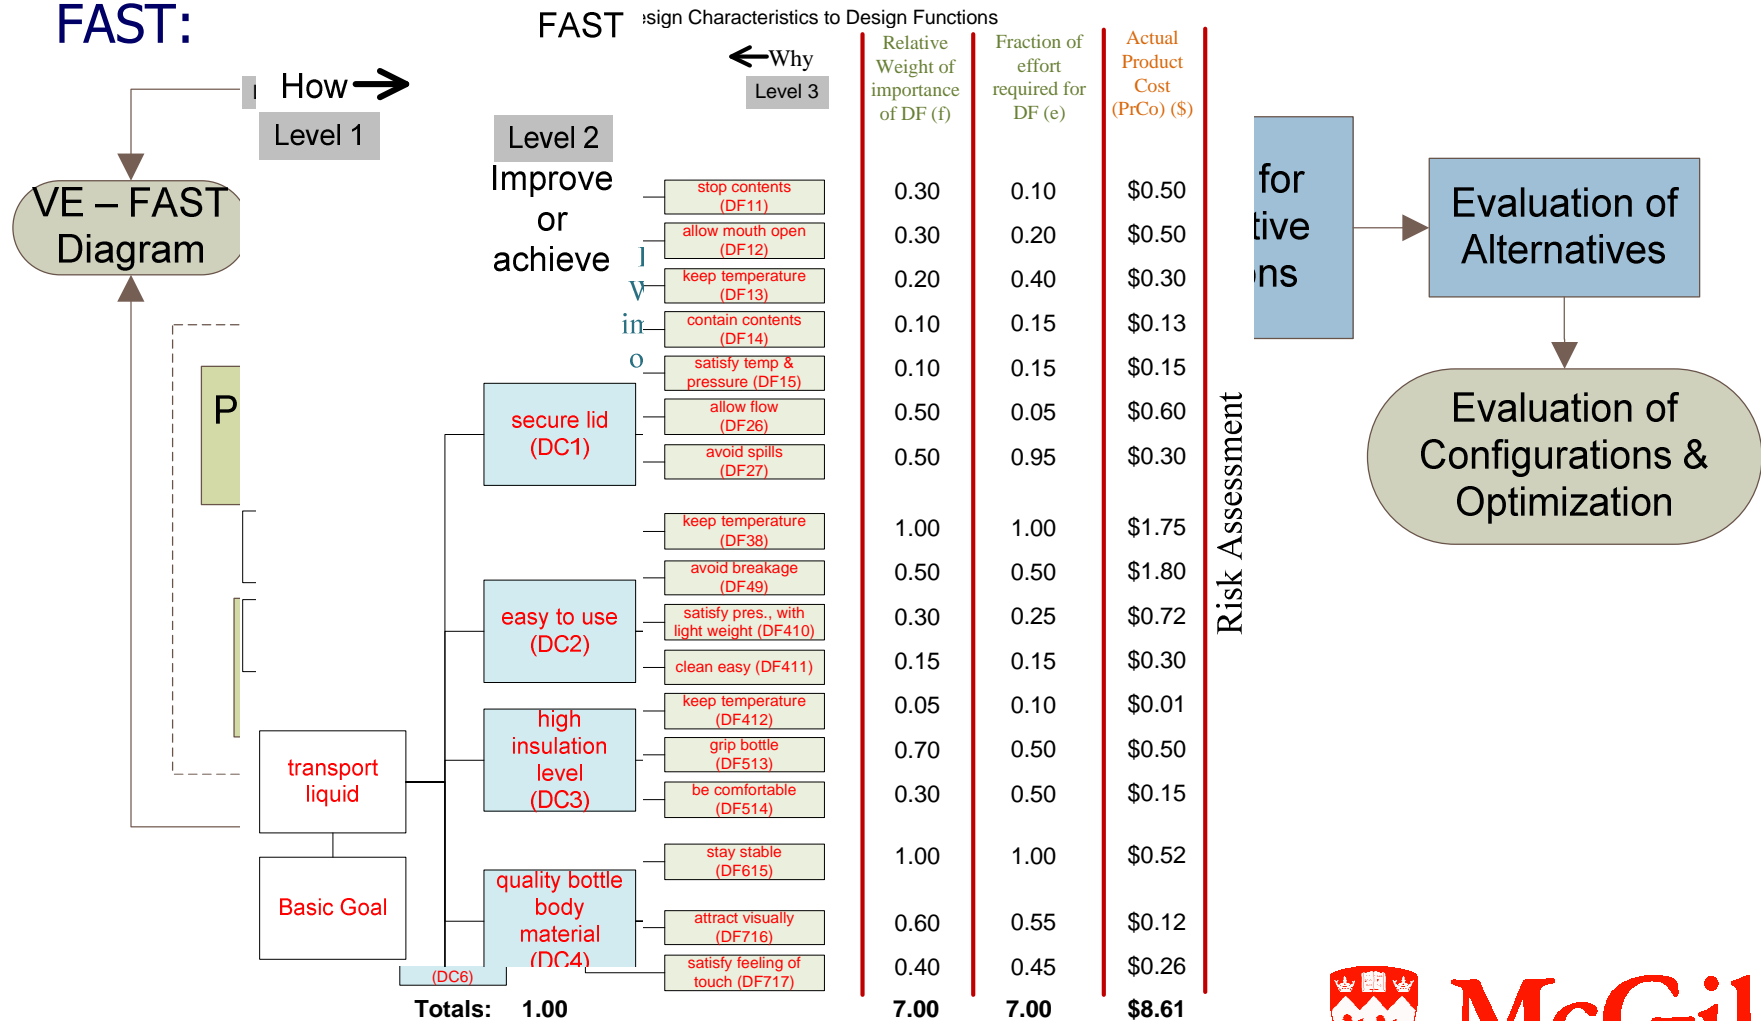 FAST:
FAST
sign Characteristics to Design Functions
How
Why
Level 1
Level 2
Level 3
Relative
Weight of
importance
of DF (f)
Fraction of
effort
required for
DF (e)
Actual
Product
Cost
(PrCo) ($)
VE – FAST
Diagram
Improve
or
achieve
P
im
o
stop contents
(DF11)
0.30 0.10 $0.50
allow mouth open
(DF12)
0.30 0.20 $0.50
keep temperature
(DF13)
0.20 0.40 $0.30
contain contents
(DF14)
0.10 0.15 $0.13
satisfy temp &
pressure (DF15)
0.10 0.15 $0.15
allow flow
(DF26)
0.50 0.05 $0.60
avoid spills
(DF27)
0.50 0.95 $0.30
keep temperature
(DF38)
1.00 1.00 $1.75
avoid breakage
(DF49)
0.50 0.50 $1.80
satisfy pres., with
light weight (DF410)
0.30 0.25 $0.72
clean easy (DF411)
0.15 0.15 $0.30
keep temperature
(DF412)
0.05 0.10 $0.01
grip bottle
(DF513)
0.70 0.50 $0.50
be comfortable
(DF514)
0.30 0.50 $0.15
stay stable
(DF615)
1.00 1.00 $0.52
attract visually
(DF716)
0.60 0.55 $0.12
satisfy feeling of
touch (DF717)
0.40 0.45 $0.26
secure lid
(DC1)
easy to use
(DC2)
high
insulation
level
(DC3)
quality bottle
body
material
(DC4)
(DC6)
transport
liquid
Basic Goal
Totals: 1.00 7.00 7.00 $8.61
Risk Assessment
for
tive
ons
Evaluation of
Alternatives
Evaluation of
Configurations &
Optimization
McGil